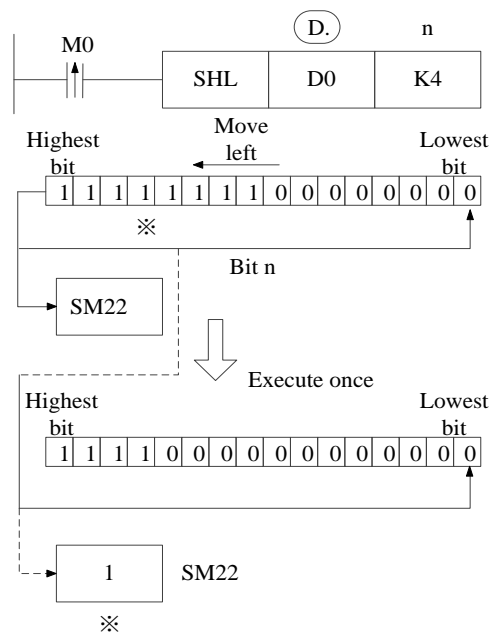 D. n
M0
SHL D0 K4
Move
left
Highest
bit
Lowest
bit
1 1 1 1 1 1 1 1 0 0 0 0 0 0 0 0
※
Bit n
SM22
Execute once
Highest
bit
Lowest
bit
1 1 1 1 0 0 0 0 0 0 0 0 0 0 0 0
1 SM22
※